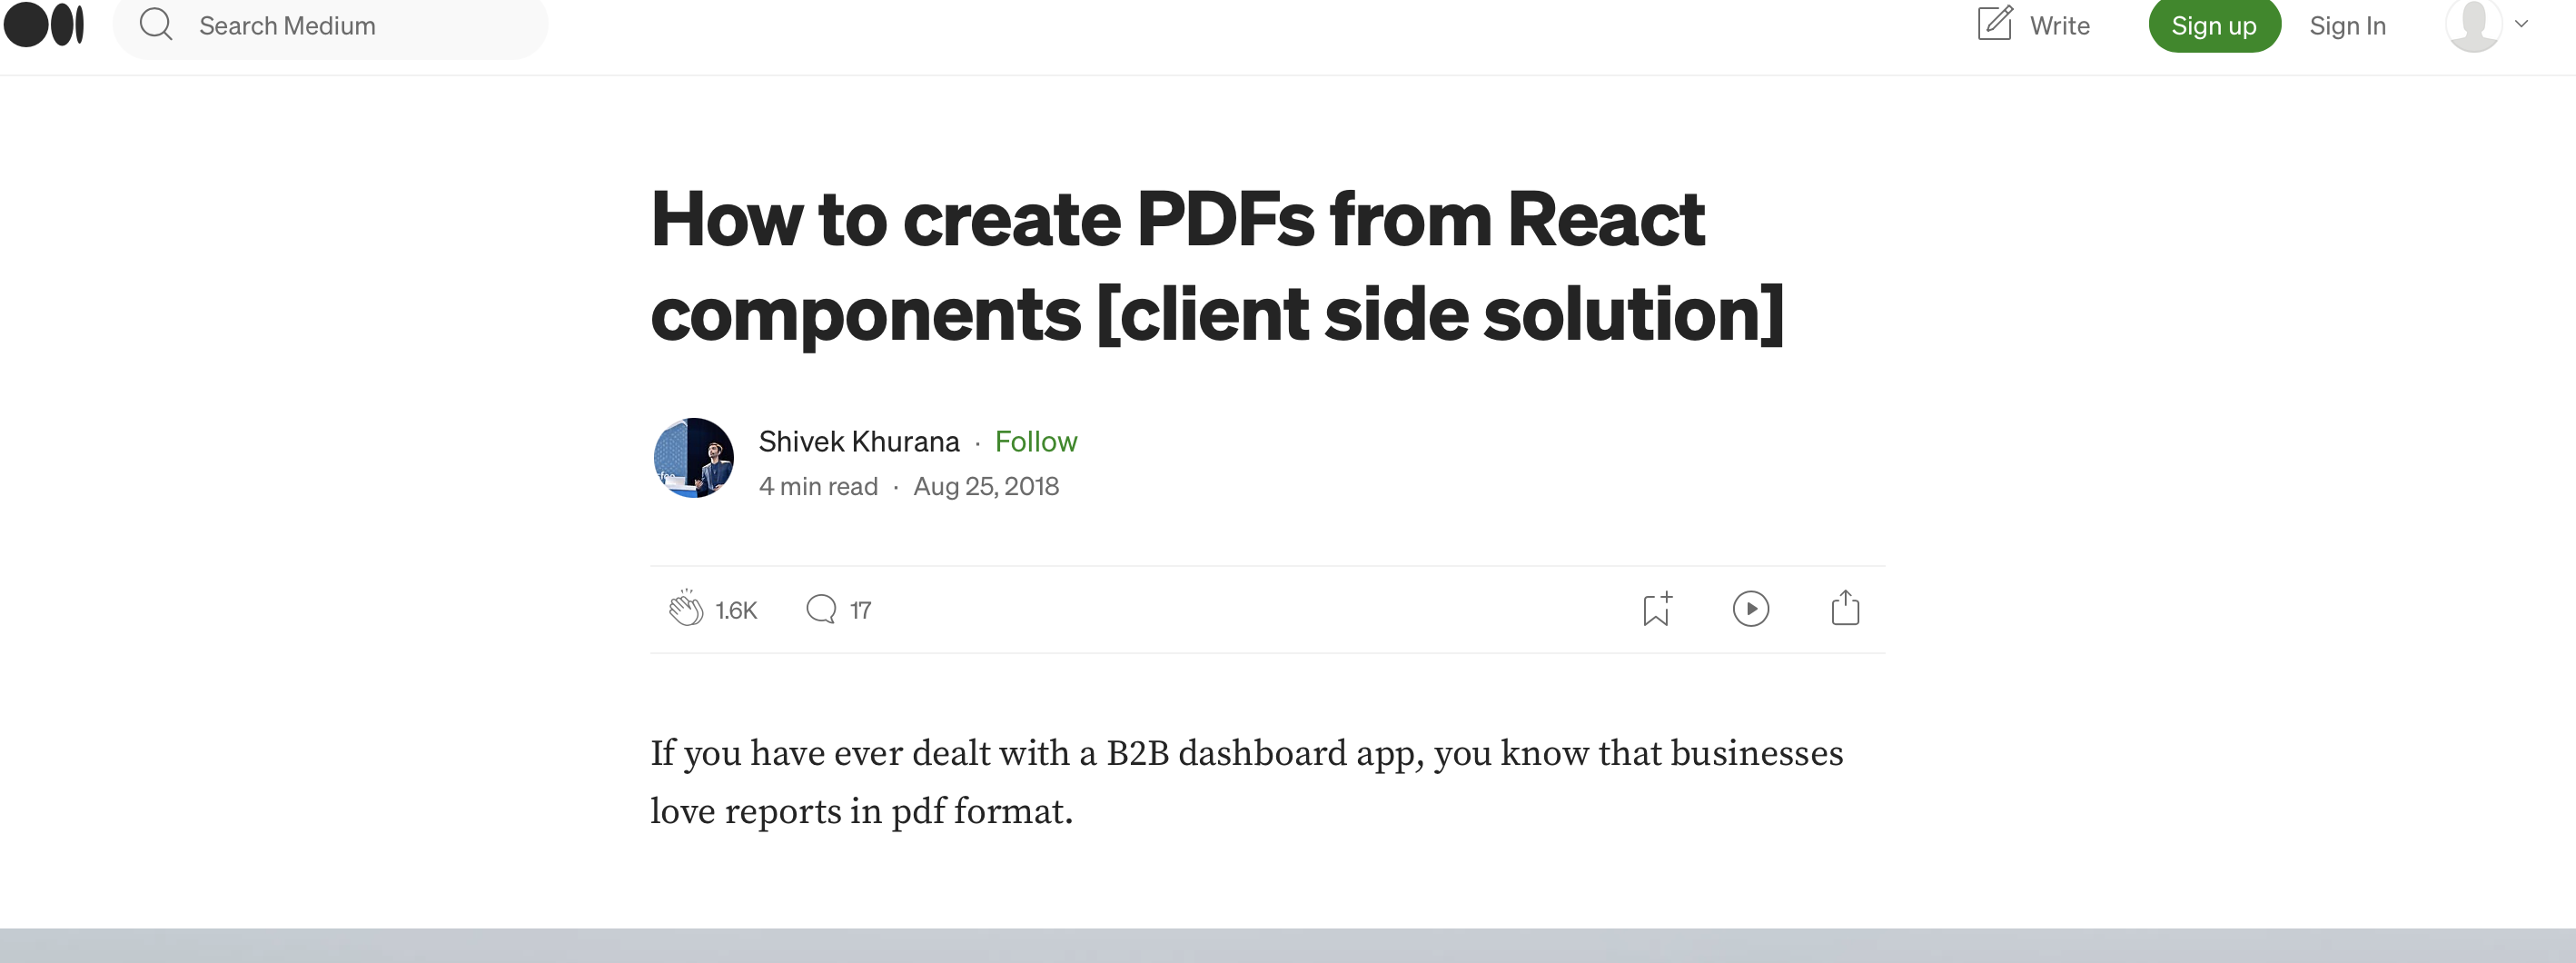 Search Medium
Write
Sign up
Sign In
How to create PDFs from React
components [client side solution]
Shivek Khurana · Follow
4 min read · Aug 25, 2018
1.6K
17
If you have ever dealt with a B2B dashboard app, you know that businesses
love reports in pdf format.